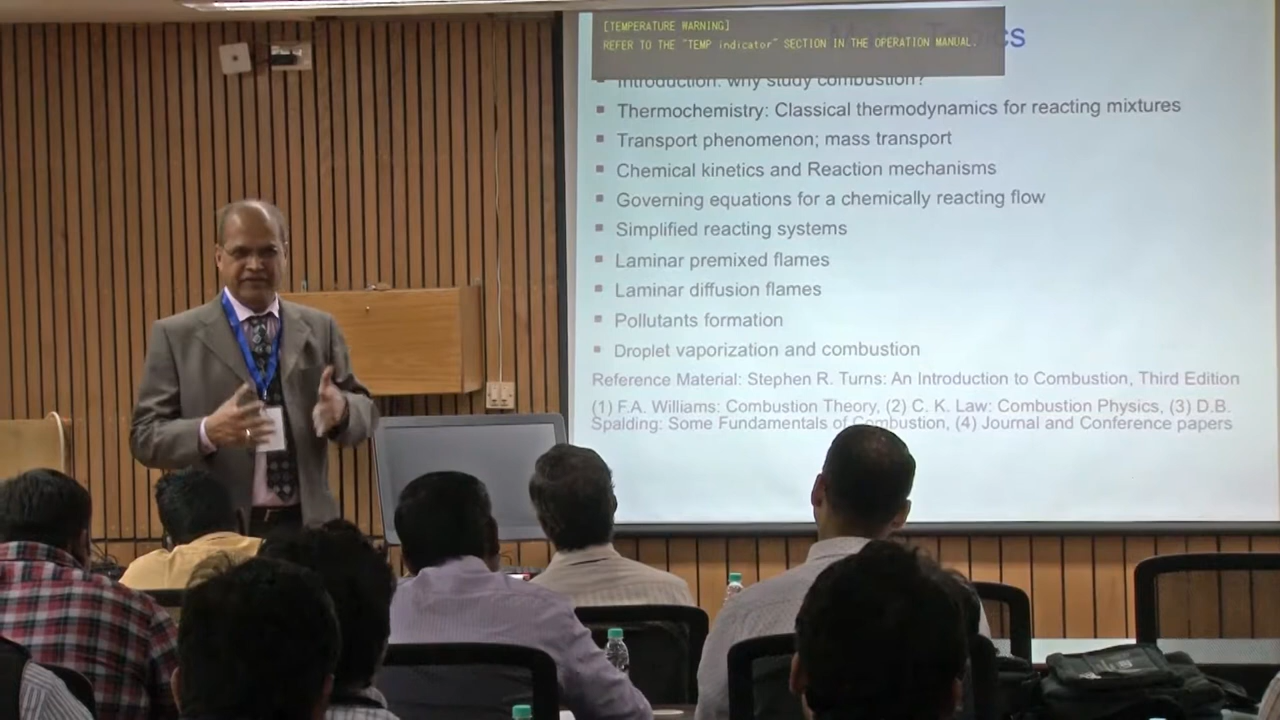 [TEMPERATURE WARNING]
REFER TO THE "TEMP indicator" SECTION IN THE OPERATION MANUAL.
Introduction: why study combustion?
Thermochemistry: Classical thermodynamics for reacting mixtures
Transport phenomenon; mass transport
Chemical kinetics and Reaction mechanisms
Governing equations for a chemically reacting flow
Simplified reacting systems
Laminar premixed flames
Laminar diffusion flames
Pollutants formation
Droplet vaporization and combustion
Reference Material: Stephen R. Turns: An Introduction to Combustion, Third Edition
(1) F.A. Williams: Combustion Theory, (2) C. K. Law: Combustion Physics, (3) D.B.
Spalding: Some Fundamentals of Combustion, (4) Journal and Conference papers